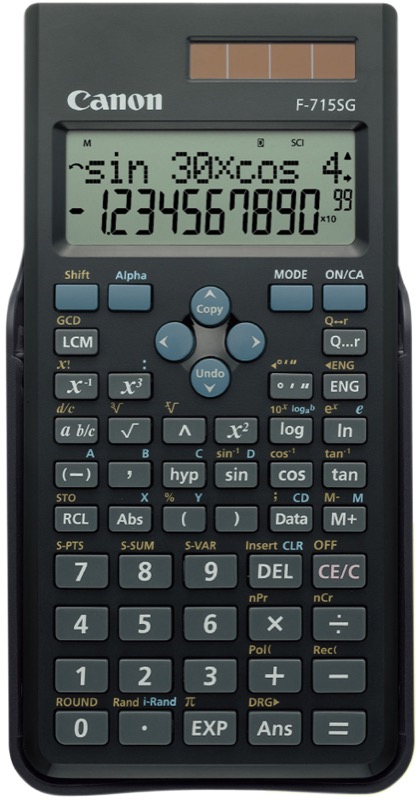 Canon
F-715SG
M D SCI
sin 30×cos 4
-1.234567890×10 99
Shift Alpha MODE ON/CA
Copy
GCD Q↔r
LCM Q...r
Undo
X! : ◂° ' " ◂ENG
x⁻¹ x³ ° ' " ENG
d/c ³√ ˣ√ 10ˣ logₐb eˣ e
a b/c √ ^ x² log ln
A B C sin⁻¹ D cos⁻¹ tan⁻¹
(−) , hyp sin cos tan
STO X % Y ; CD M- M
RCL Abs ( ) Data M+
S-PTS S-SUM S-VAR Insert CLR OFF
7 8 9 DEL CE/C
nPr nCr
4 5 6 × ÷
Pol( Rec(
1 2 3 + −
ROUND Rand i-Rand π DRG▸
0 · EXP Ans =